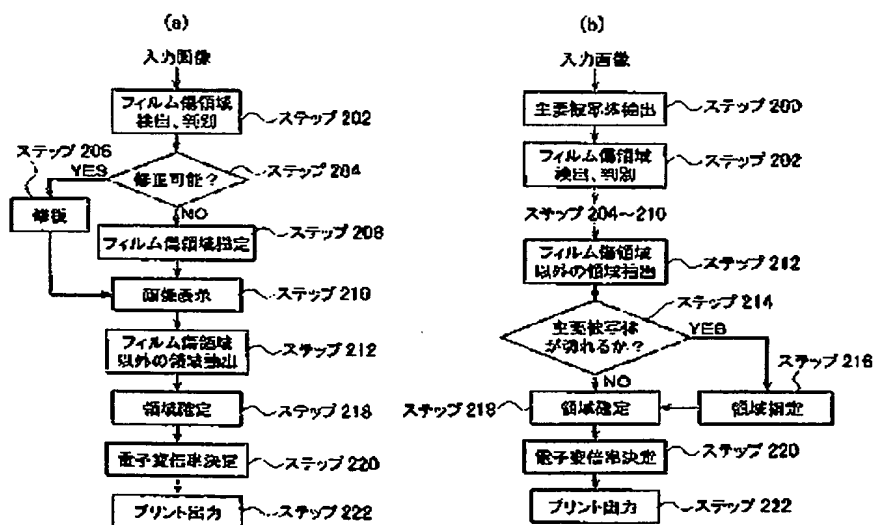 (a)
入力画像
フィルム傷領域
検出、判別
ステップ 202
ステップ 206
YES
修正可能？
ステップ 204
修復
NO
フィルム傷領域指定
ステップ 208
画像表示
ステップ 210
フィルム傷領域
以外の領域抽出
ステップ 212
領域確定
ステップ 218
電子変倍率決定
ステップ 220
プリント出力
ステップ 222
(b)
入力画像
主要被写体抽出
ステップ 200
フィルム傷領域
検出、判別
ステップ 202
ステップ 204～210
フィルム傷領域
以外の領域抽出
ステップ 212
ステップ 214
主要被写体
が切れるか？
YES
ステップ 216
NO
ステップ 218
領域確定
領域指定
電子変倍率決定
ステップ 220
プリント出力
ステップ 222